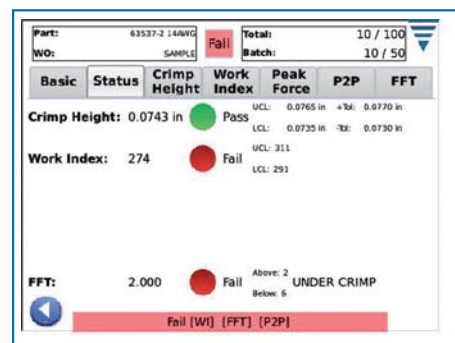 Part: 63537-2 14AWG Fail Total: 10 / 100
WO: SAMPLE Batch: 10 / 50
Basic Status Crimp Height Work Index Peak Force P2P FFT
Crimp Height: 0.0743 in Pass UCL: 0.0765 in +Tol: 0.0770 in
LCL: 0.0735 in -Tol: 0.0730 in
Work Index: 274 Fail UCL: 311
LCL: 291
FFT: 2.000 Fail Above: 2 UNDER CRIMP
Below: 6
Fail [WI] [FFT] [P2P]